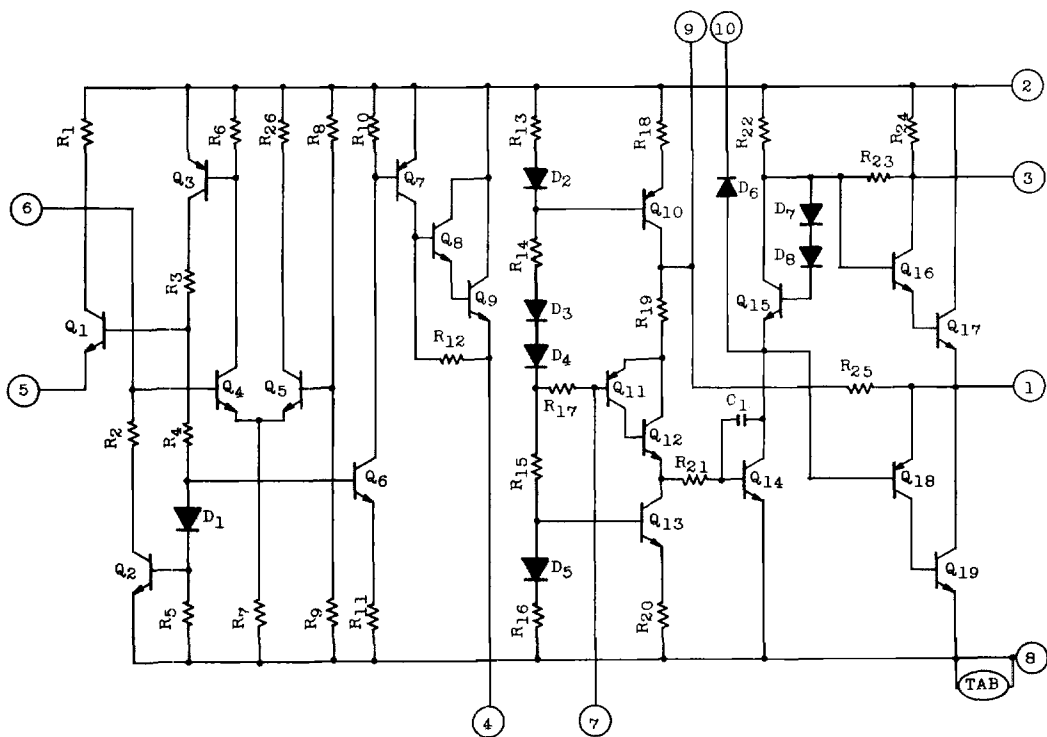 9 10
2
R1 R6 R26 R8 R10 R13 R18 R22 R24
Q3 Q7 D2 D6 R23 3
6 Q10 D7
Q8 R14 D8 Q16
R3 Q9 D3 R19 Q15 Q17
Q1 R12 D4 R25
5 Q4 Q5 R17 Q11 C1 1
R2 R4 Q12
Q6 R15 R21 Q14 Q18
D1 Q13
Q2 D5 Q19
R5 R7 R9 R11 R16 R20
TAB 8
4 7